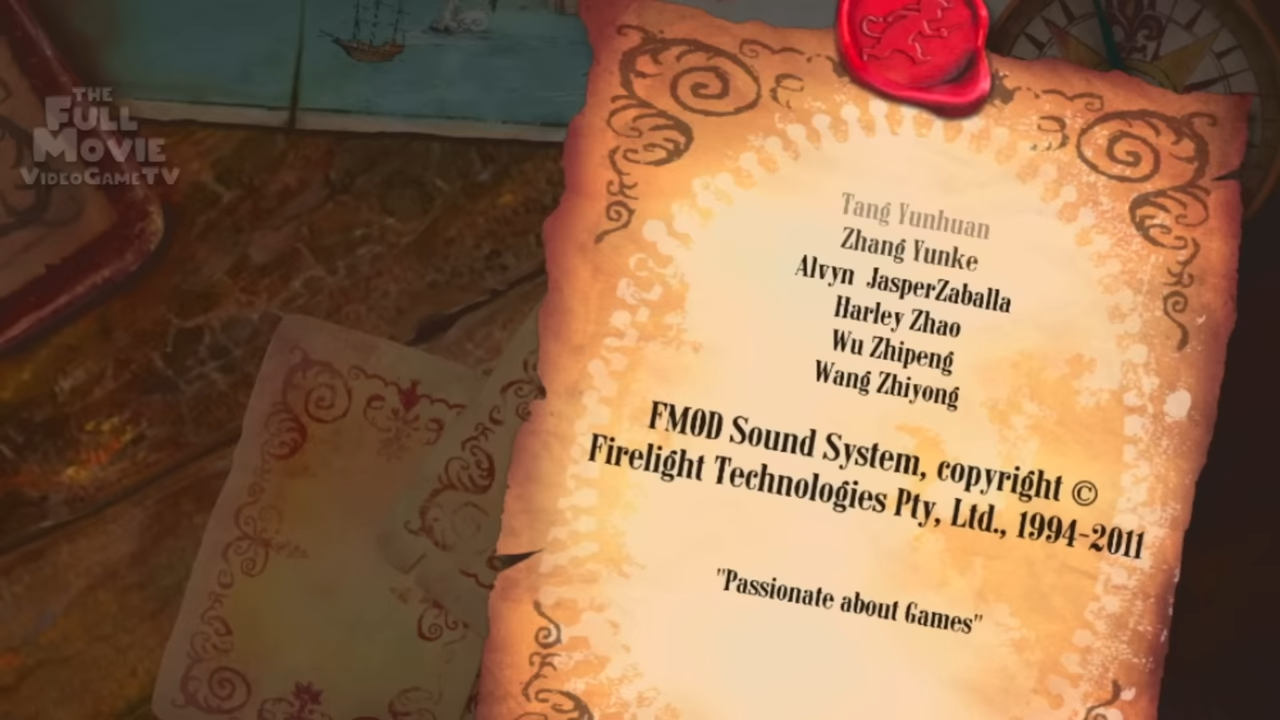 THE
FULL
MOVIE
VIDEOGAMETV
Tang Yunhuan
Zhang Yunke
Alvyn JasperZaballa
Harley Zhao
Wu Zhipeng
Wang Zhiyong
FMOD Sound System, copyright ©
Firelight Technologies Pty, Ltd., 1994-2011
"Passionate about Games"